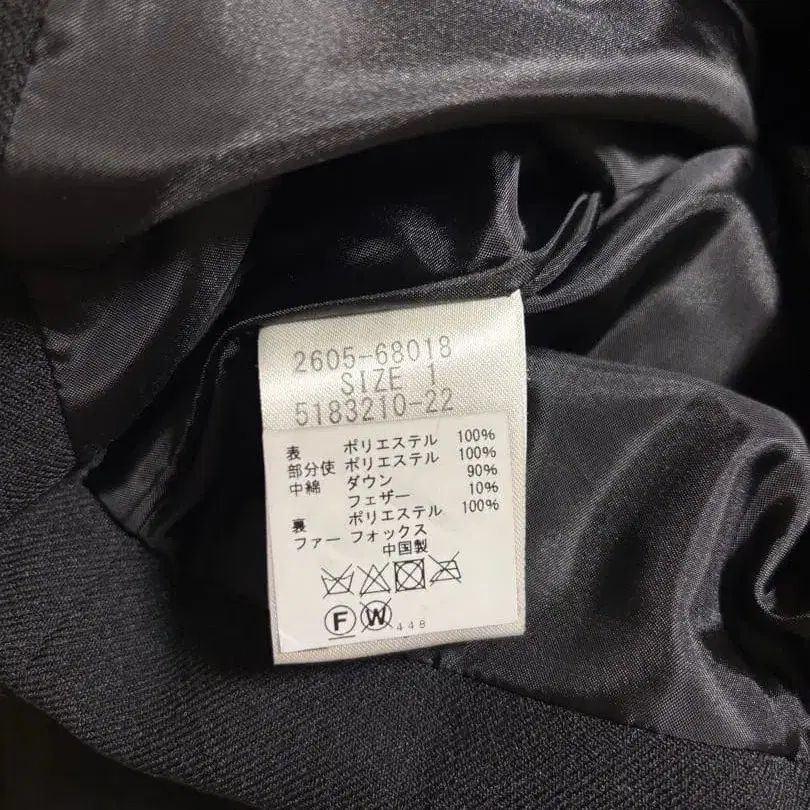 2605-68018
SIZE 1
5183210-22
表 ポリエステル 100%
部分使 ポリエステル 100%
中綿 ダウン 90%
フェザー 10%
裏 ポリエステル 100%
ファー フォックス
中国製
F W 448